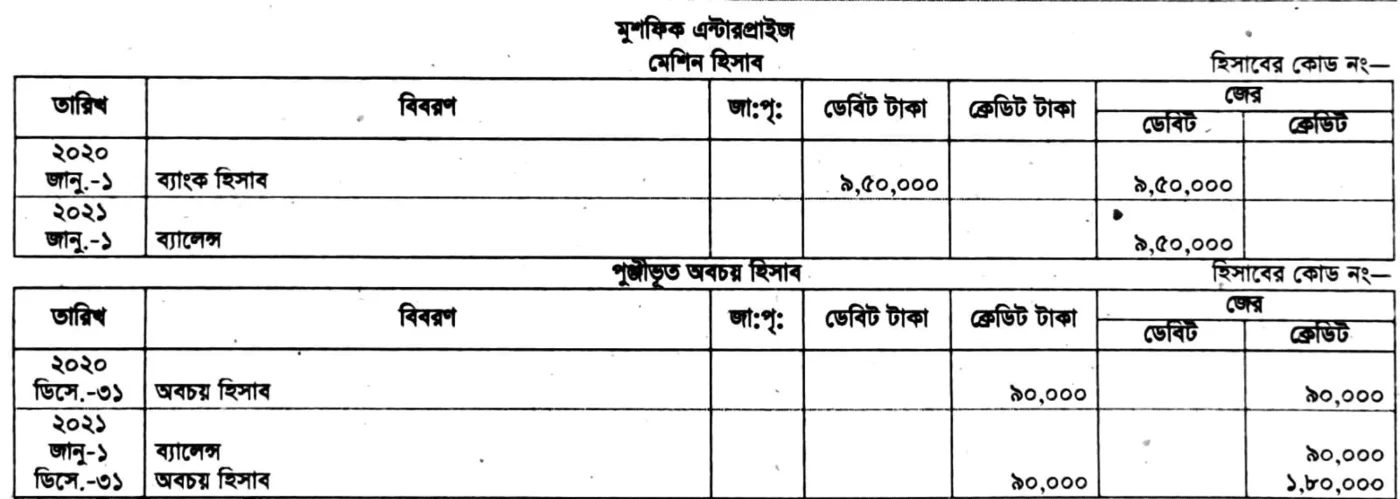 মুশফিক এন্টারপ্রাইজ
মেশিন হিসাব হিসাবের কোড নং—
তারিখ বিবরণ জা:পৃ: ডেবিট টাকা ক্রেডিট টাকা জের
ডেবিট ক্রেডিট
২০২০
জানু.-১ ব্যাংক হিসাব ৯,৫০,০০০ ৯,৫০,০০০
২০২১
জানু.-১ ব্যালেন্স ৯,৫০,০০০
পুঞ্জীভূত অবচয় হিসাব হিসাবের কোড নং—
তারিখ বিবরণ জা:পৃ: ডেবিট টাকা ক্রেডিট টাকা জের
ডেবিট ক্রেডিট
২০২০
ডিসে.-৩১ অবচয় হিসাব ৯০,০০০ ৯০,০০০
২০২১
জানু-১ ব্যালেন্স ৯০,০০০
ডিসে.-৩১ অবচয় হিসাব ৯০,০০০ ১,৮০,০০০